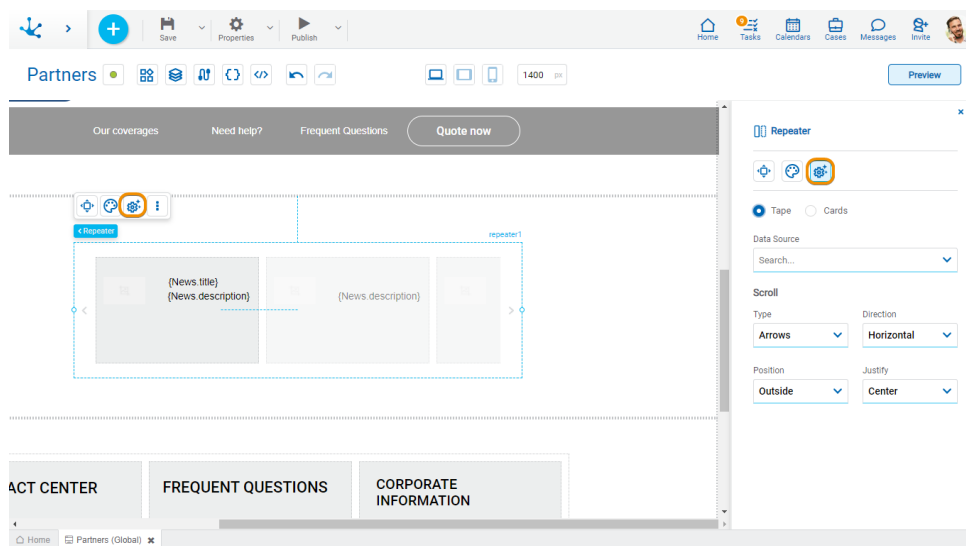 Save
Properties
Publish
Home
9
Tasks
Calendars
Cases
Messages
Invite
Partners
1400 px
Preview
Our coverages
Need help?
Frequent Questions
Quote now
Repeater
repeater1
{News.title}
{News.description}
{News.description}
ACT CENTER
FREQUENT QUESTIONS
CORPORATE
INFORMATION
Repeater
Tape
Cards
Data Source
Search...
Scroll
Type
Direction
Arrows
Horizontal
Position
Justify
Outside
Center
Home
Partners (Global)